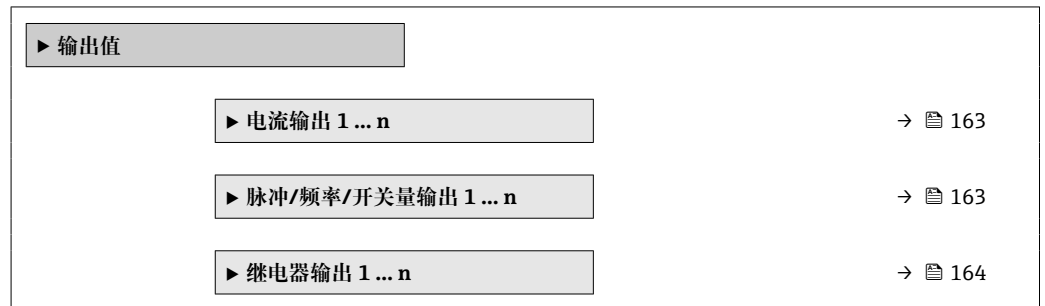 ▶ 输出值
▶ 电流输出 1 … n → 🖺 163
▶ 脉冲/频率/开关量输出 1 … n → 🖺 163
▶ 继电器输出 1 … n → 🖺 164